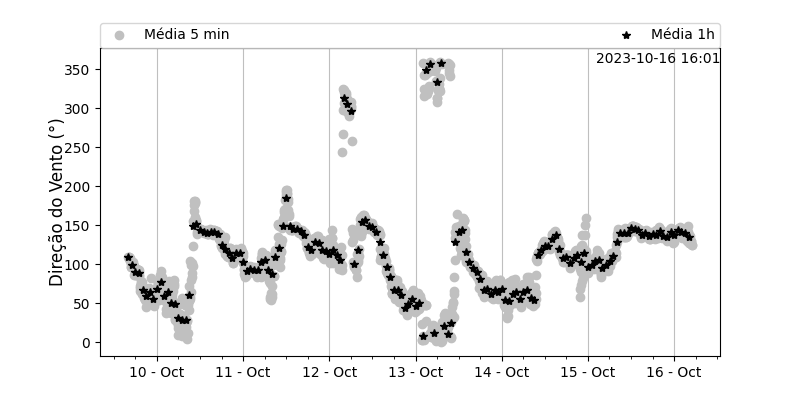 Média 5 min
Média 1h
2023-10-16 16:01
Direção do Vento (°)
350
300
250
200
150
100
50
0
10 - Oct
11 - Oct
12 - Oct
13 - Oct
14 - Oct
15 - Oct
16 - Oct